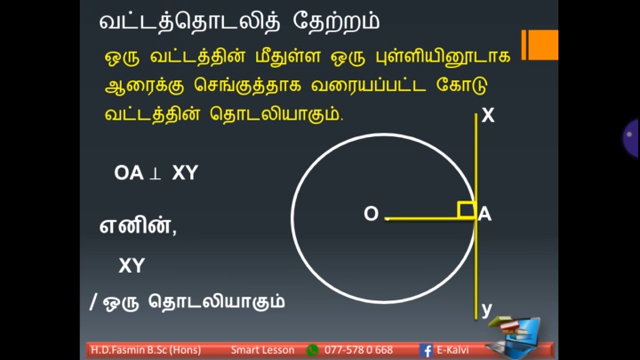 வட்டத்தொடலித் தேற்றம்
ஒரு வட்டத்தின் மீதுள்ள ஒரு புள்ளியினூடாக
ஆரைக்கு செங்குத்தாக வரையப்பட்ட கோடு
வட்டத்தின் தொடலியாகும்.
X
OA ⊥ XY
O
A
எனின்,
XY
/ ஒரு தொடலியாகும்
y
H.D.Fasmin B.Sc (Hons) Smart Lesson 077-578 0 668 E-Kalvi